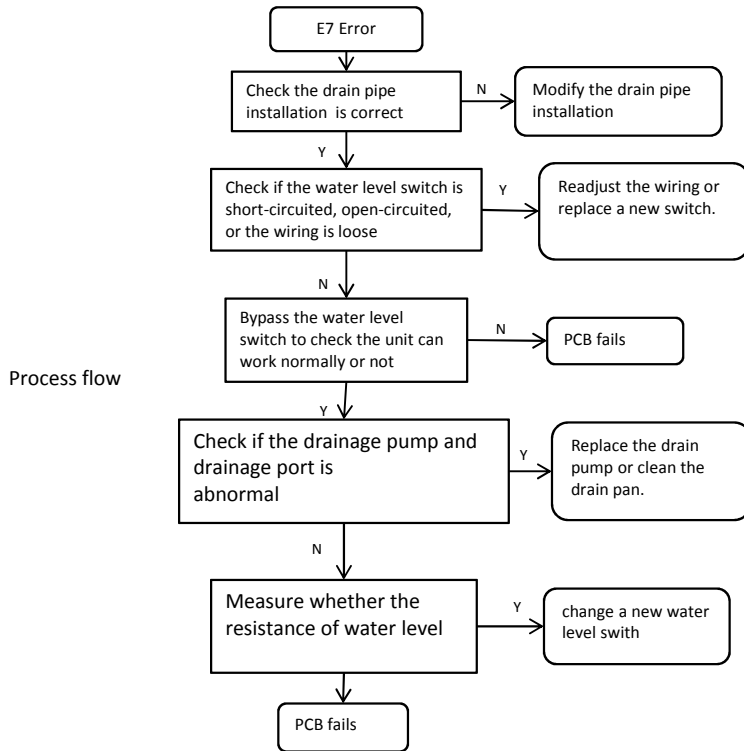 E7 Error
Check the drain pipe
installation is correct
N
Modify the drain pipe
installation
Y
Check if the water level switch is
short-circuited, open-circuited,
or the wiring is loose
Y
Readjust the wiring or
replace a new switch.
N
Bypass the water level
switch to check the unit can
work normally or not
N
PCB fails
Process flow
Y
Check if the drainage pump and
drainage port is
abnormal
Y
Replace the drain
pump or clean the
drain pan.
N
Measure whether the
resistance of water level
Y
change a new water
level swith
PCB fails